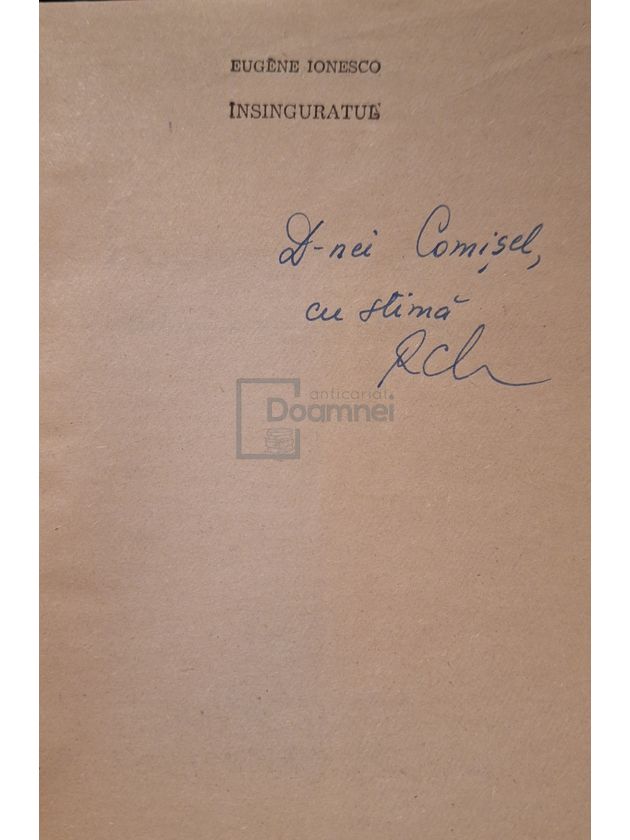 EUGÈNE IONESCO
ÎNSINGURATUL
D-nei Comișel,
cu stimă
anticariat
Doamnei